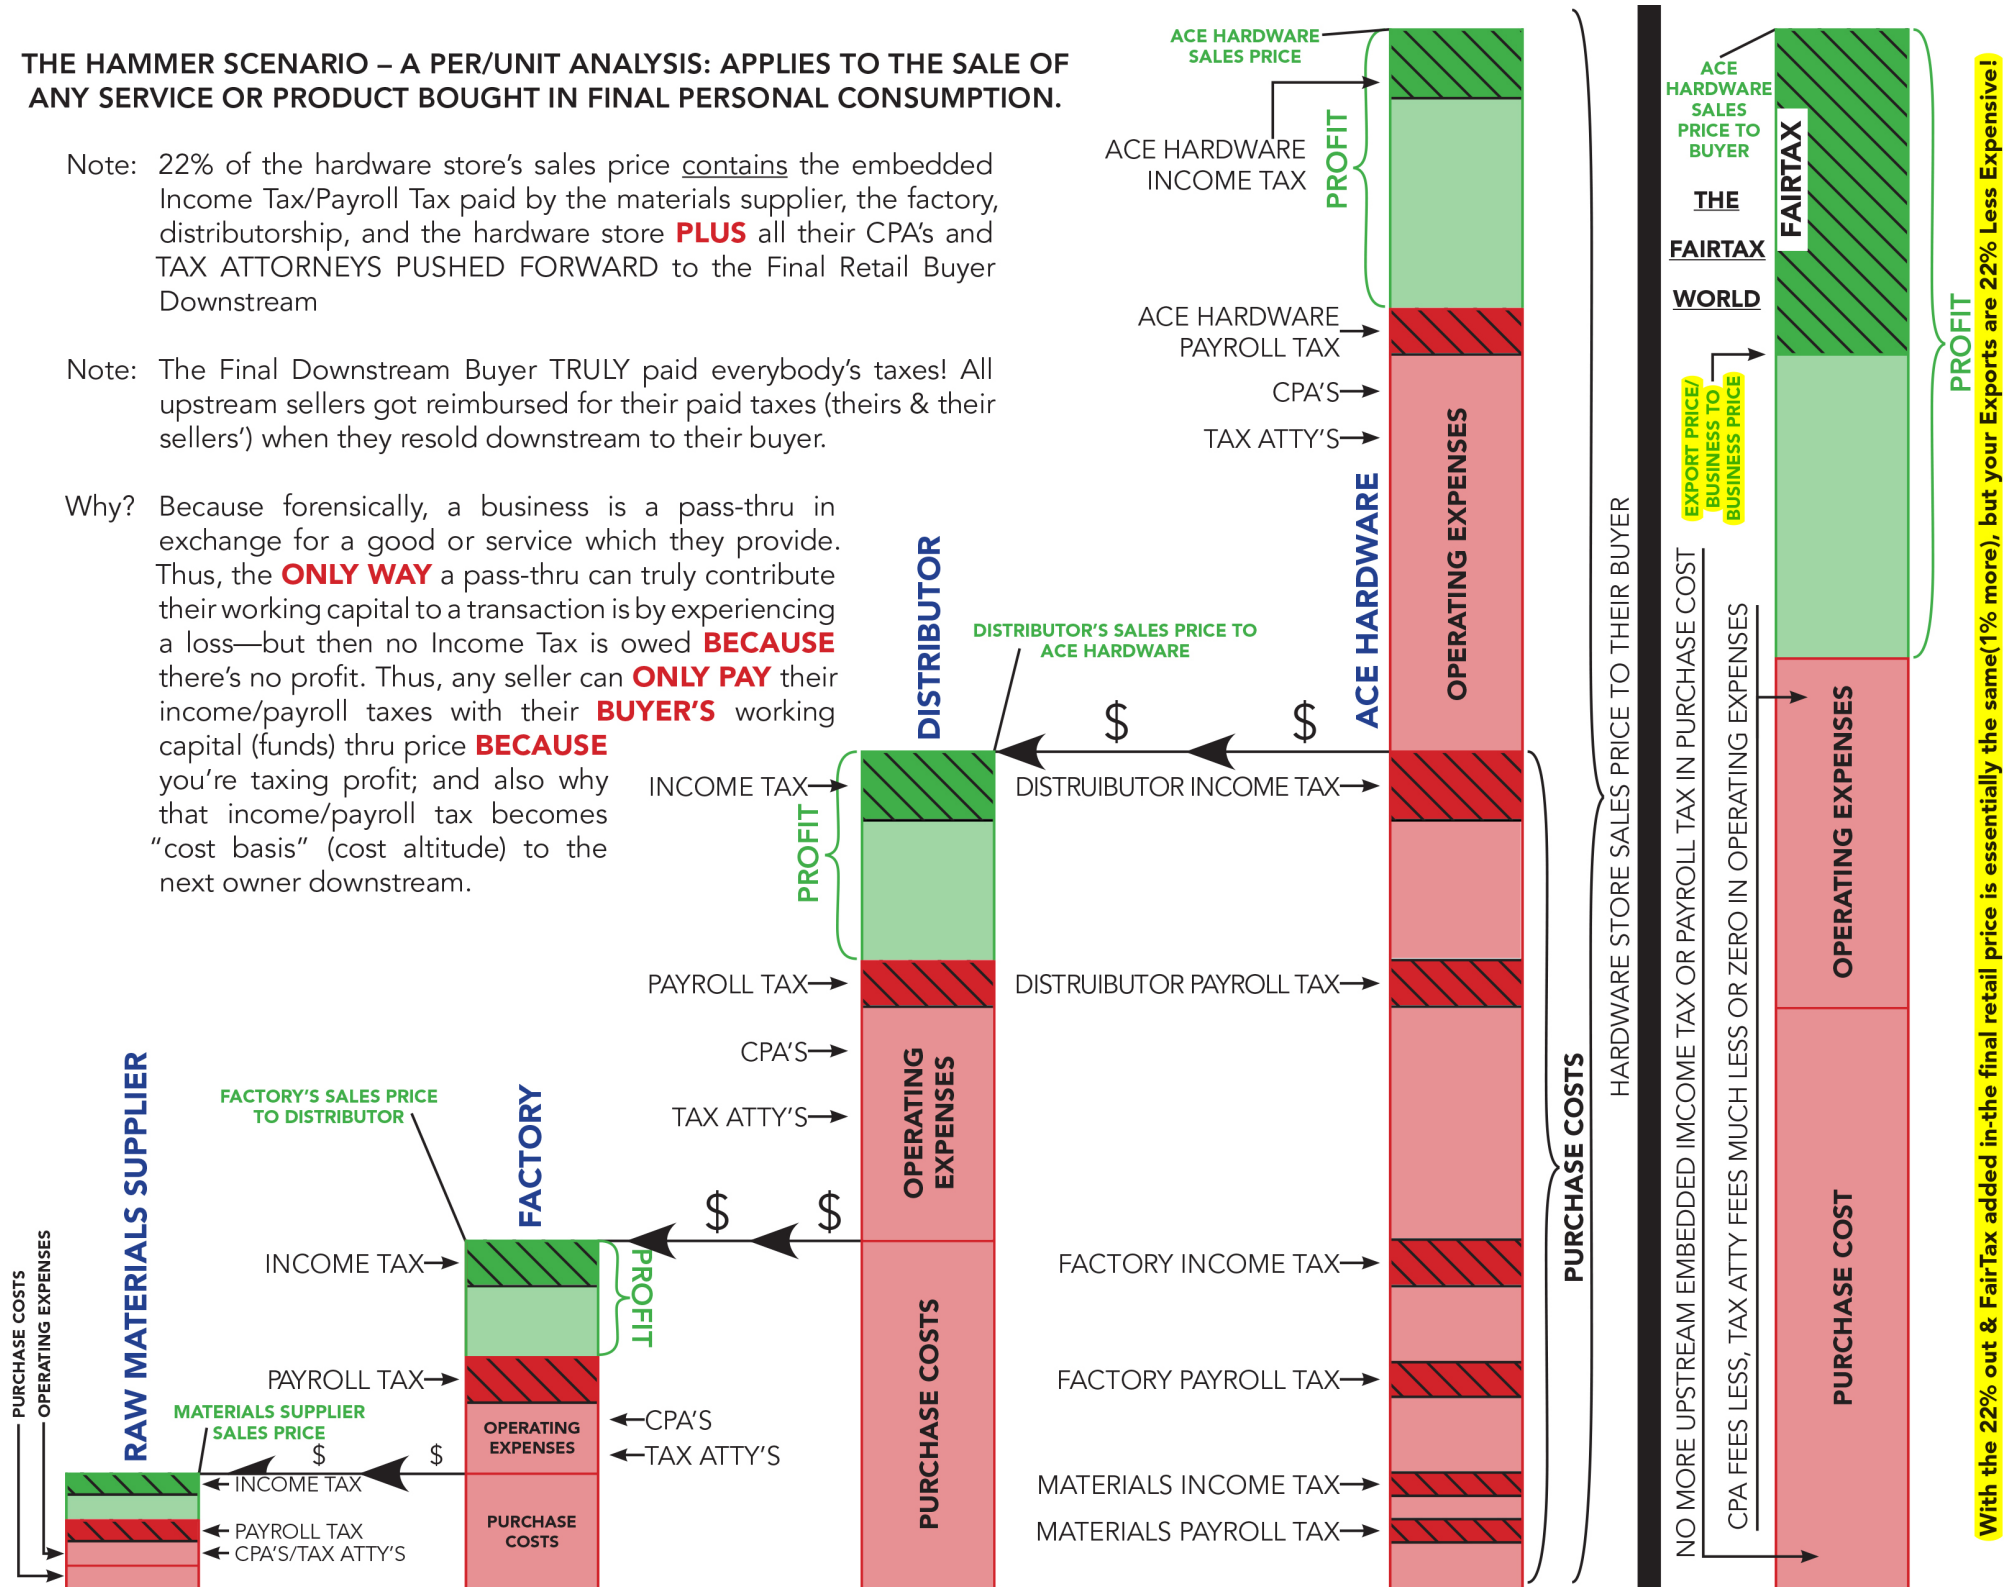 THE HAMMER SCENARIO – A PER/UNIT ANALYSIS: APPLIES TO THE SALE OF
ANY SERVICE OR PRODUCT BOUGHT IN FINAL PERSONAL CONSUMPTION.
Note: 22% of the hardware store's sales price contains the embedded
Income Tax/Payroll Tax paid by the materials supplier, the factory,
distributorship, and the hardware store PLUS all their CPA's and
TAX ATTORNEYS PUSHED FORWARD to the Final Retail Buyer
Downstream
Note: The Final Downstream Buyer TRULY paid everybody's taxes! All
upstream sellers got reimbursed for their paid taxes (theirs & their
sellers') when they resold downstream to their buyer.
Why? Because forensically, a business is a pass-thru in
exchange for a good or service which they provide.
Thus, the ONLY WAY a pass-thru can truly contribute
their working capital to a transaction is by experiencing
a loss—but then no Income Tax is owed BECAUSE
there's no profit. Thus, any seller can ONLY PAY their
income/payroll taxes with their BUYER'S working
capital (funds) thru price BECAUSE
you're taxing profit; and also why
that income/payroll tax becomes
"cost basis" (cost altitude) to the
next owner downstream.
PURCHASE COSTS
OPERATING EXPENSES
RAW MATERIALS SUPPLIER
MATERIALS SUPPLIER
SALES PRICE
$
$
INCOME TAX
PAYROLL TAX
CPA'S/TAX ATTY'S
FACTORY'S SALES PRICE
TO DISTRIBUTOR
FACTORY
INCOME TAX
PROFIT
PAYROLL TAX
OPERATING
EXPENSES
CPA'S
TAX ATTY'S
PURCHASE
COSTS
$
$
DISTRIBUTOR
DISTRIBUTOR'S SALES PRICE TO
ACE HARDWARE
INCOME TAX
PROFIT
PAYROLL TAX
CPA'S
TAX ATTY'S
OPERATING
EXPENSES
PURCHASE COSTS
$
$
ACE HARDWARE
SALES PRICE
ACE HARDWARE
INCOME TAX
PROFIT
ACE HARDWARE
PAYROLL TAX
CPA'S
TAX ATTY'S
ACE HARDWARE
OPERATING EXPENSES
DISTRUIBUTOR INCOME TAX
DISTRUIBUTOR PAYROLL TAX
FACTORY INCOME TAX
FACTORY PAYROLL TAX
MATERIALS INCOME TAX
MATERIALS PAYROLL TAX
PURCHASE COSTS
HARDWARE STORE SALES PRICE TO THEIR BUYER
ACE
HARDWARE
SALES
PRICE TO
BUYER
THE
FAIRTAX
WORLD
FAIRTAX
PROFIT
EXPORT PRICE/
BUSINESS TO
BUSINESS PRICE
NO MORE UPSTREAM EMBEDDED IMCOME TAX OR PAYROLL TAX IN PURCHASE COST
CPA FEES LESS, TAX ATTY FEES MUCH LESS OR ZERO IN OPERATING EXPENSES
OPERATING EXPENSES
PURCHASE COST
With the 22% out & FairTax added in-the final retail price is essentially the same(1% more), but your Exports are 22% Less Expensive!